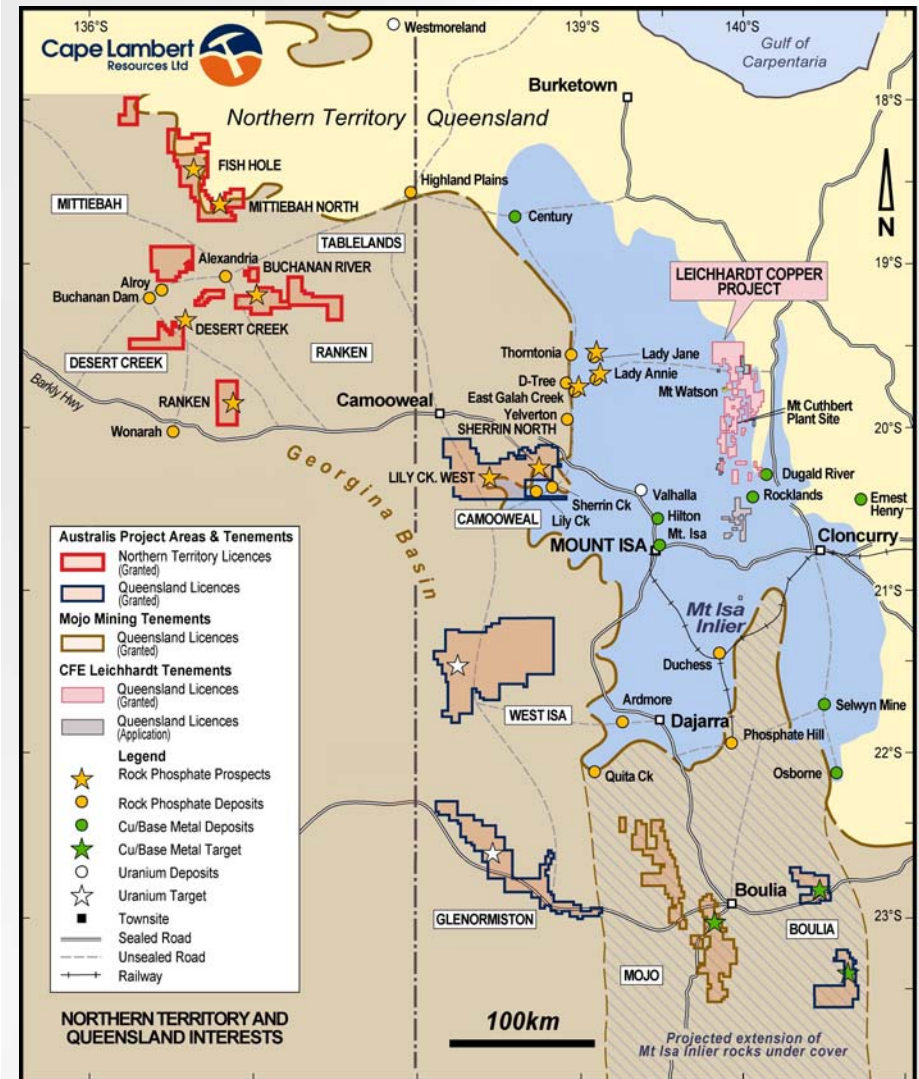 136°S
139°S
140°S
Cape Lambert
Resources Ltd
Westmoreland
Gulf of
Carpentaria
Burketown
18°S
Northern Territory
Queensland
FISH HOLE
MITTIEBAH
MITTIEBAH NORTH
Highland Plains
N
Century
TABLELANDS
19°S
Alexandria
BUCHANAN RIVER
LEICHHARDT COPPER
PROJECT
Alroy
Buchanan Dam
DESERT CREEK
RANKEN
DESERT CREEK
Thorntonia
Lady Jane
D-Tree
Lady Annie
East Galah Creek
Mt Watson
Barkly Hwy
RANKEN
Camooweal
Yelverton
Mt Cuthbert
Plant Site
SHERRIN NORTH
Wonarah
20°S
Georgina Basin
LILY CK. WEST
Dugald River
Valhalla
Rocklands
Ernest
Henry
Sherrin Ck
CAMOOWEAL
Lily Ck
Hilton
Mt. Isa
MOUNT ISA
Cloncurry
21°S
Mt Isa
Inlier
Duchess
WEST ISA
Ardmore
Dajarra
Selwyn Mine
Phosphate Hill
22°S
Quita Ck
Osborne
Boulia
GLENORMISTON
23°S
BOULIA
MOJO
Projected extension of
Mt Isa Inlier rocks under cover
100km
Australis Project Areas & Tenements
Northern Territory Licences
(Granted)
Queensland Licences
(Granted)
Mojo Mining Tenements
Queensland Licences
(Granted)
CFE Leichhardt Tenements
Queensland Licences
(Granted)
Queensland Licences
(Application)
Legend
Rock Phosphate Prospects
Rock Phosphate Deposits
Cu/Base Metal Deposits
Cu/Base Metal Target
Uranium Deposits
Uranium Target
Townsite
Sealed Road
Unsealed Road
Railway
NORTHERN TERRITORY AND
QUEENSLAND INTERESTS